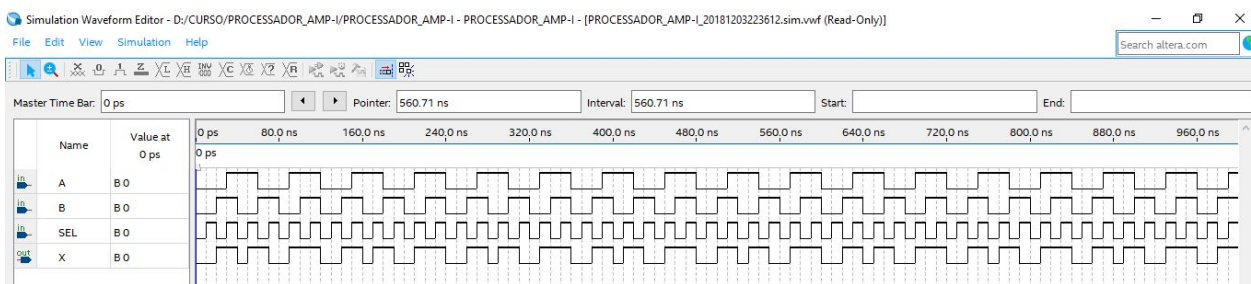 Simulation Waveform Editor - D:/CURSO/PROCESSADOR_AMP-I/PROCESSADOR_AMP-I - PROCESSADOR_AMP-I - [PROCESSADOR_AMP-I_20181203223612.sim.vwf (Read-Only)]
File Edit View Simulation Help
Search altera.com
Master Time Bar: 0 ps Pointer: 560.71 ns Interval: 560.71 ns Start: End:
Name Value at 0 ps
0 ps 80.0 ns 160.0 ns 240.0 ns 320.0 ns 400.0 ns 480.0 ns 560.0 ns 640.0 ns 720.0 ns 800.0 ns 880.0 ns 960.0 ns
0 ps
in A B 0
in B B 0
in SEL B 0
out X B 0